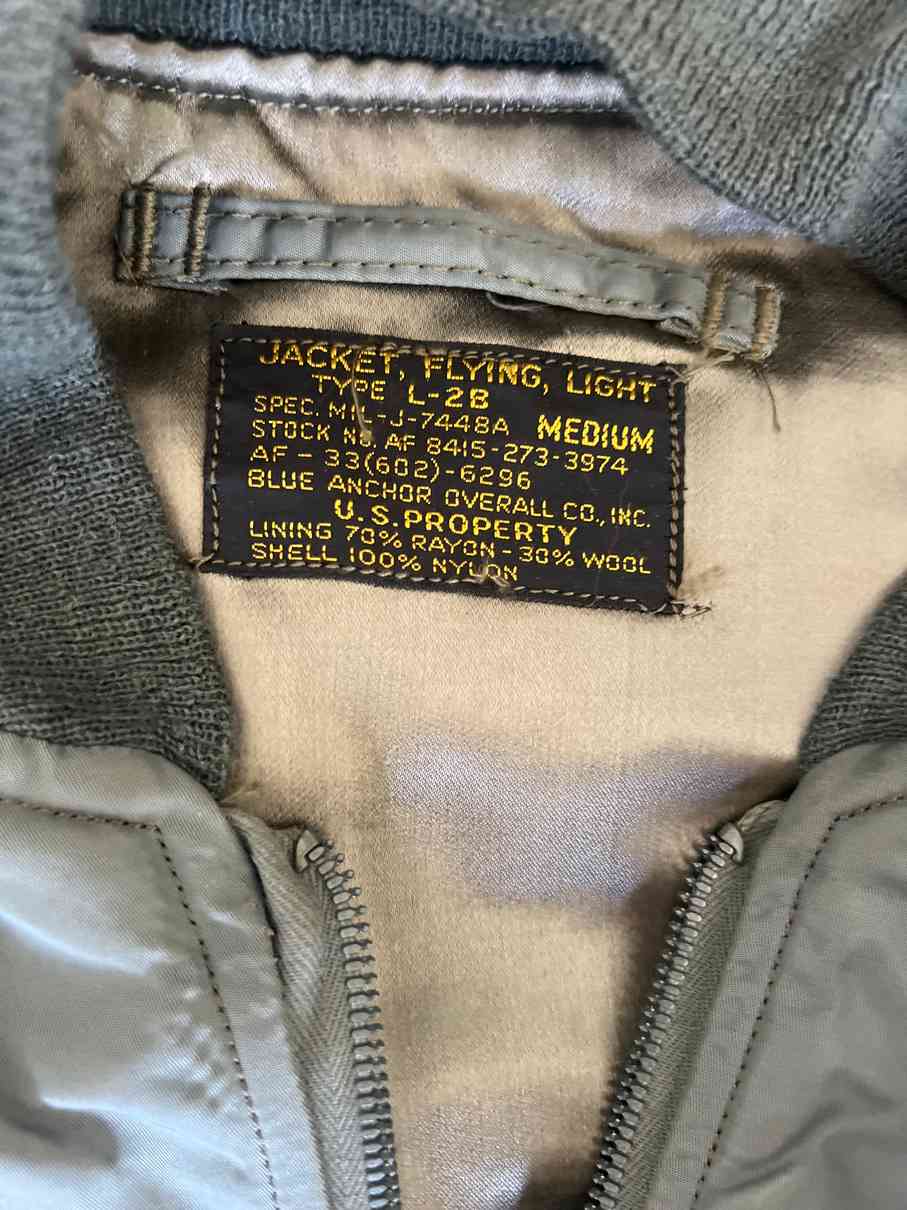 JACKET, FLYING, LIGHT
TYPE L-2B
SPEC. MIL-J-7448A MEDIUM
STOCK NO. AF 8415-273-3974
AF - 33(602)-6296
BLUE ANCHOR OVERALL CO., INC.
U.S. PROPERTY
LINING 70% RAYON - 30% WOOL
SHELL 100% NYLON